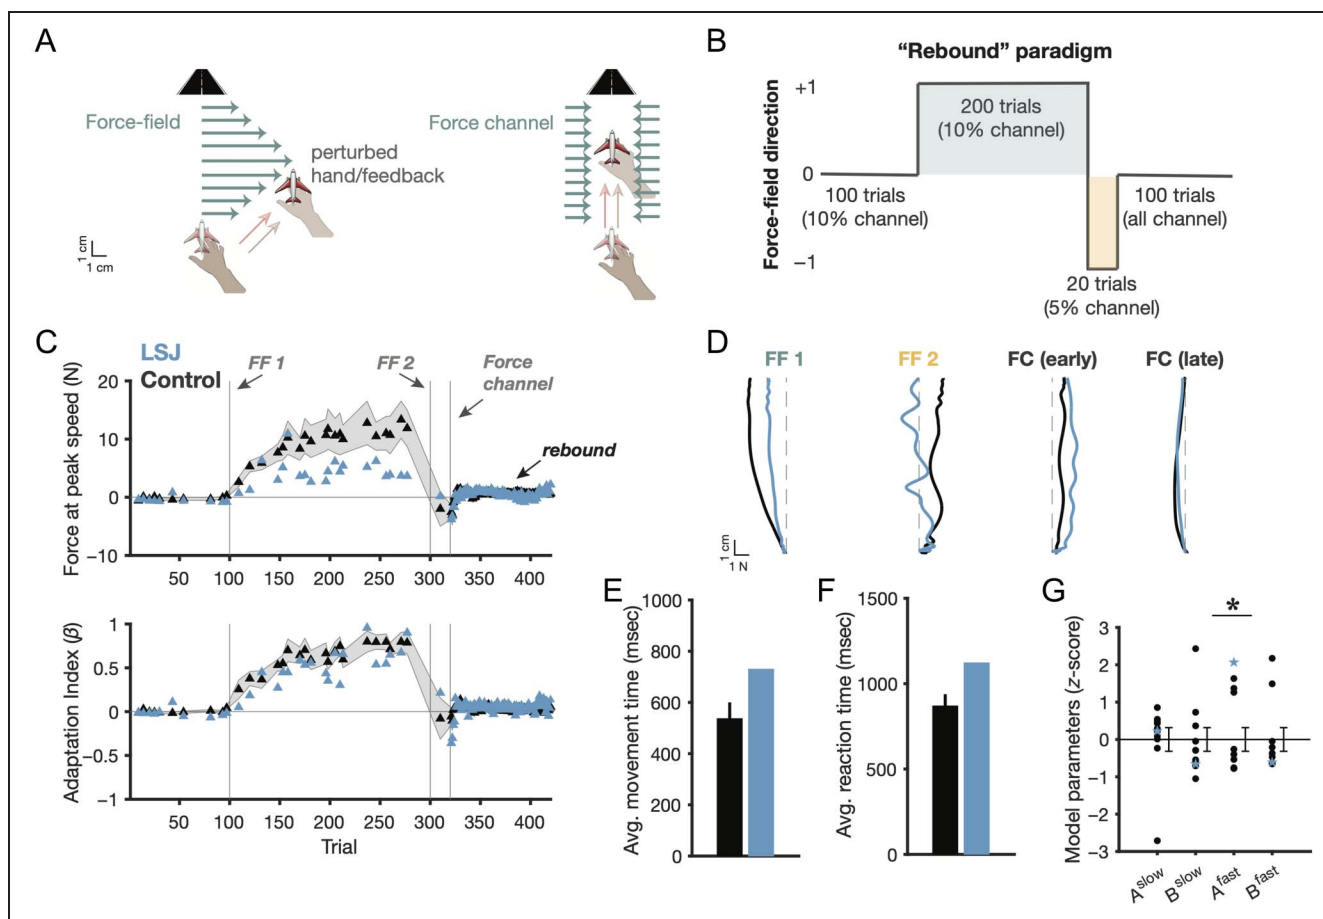 A
Force-field
perturbed
hand/feedback
1 cm
1 cm
Force channel
B
“Rebound” paradigm
Force-field direction
+1
0
−1
200 trials
(10% channel)
100 trials
(10% channel)
100 trials
(all channel)
20 trials
(5% channel)
C
LSJ
Control
FF 1
FF 2
Force
channel
rebound
Force at peak speed (N)
20
10
0
−10
50 100 150 200 250 300 350 400
Adaptation Index (β)
1
0.5
0
−0.5
−1
50 100 150 200 250 300 350 400
Trial
D
FF 1
FF 2
FC (early)
FC (late)
1 cm
1 N
E
Avg. movement time (msec)
1000
800
600
400
200
0
F
Avg. reaction time (msec)
1500
1000
500
0
G
*
Model parameters (z-score)
3
2
1
0
−1
−2
−3
Aslow
Bslow
Afast
Bfast